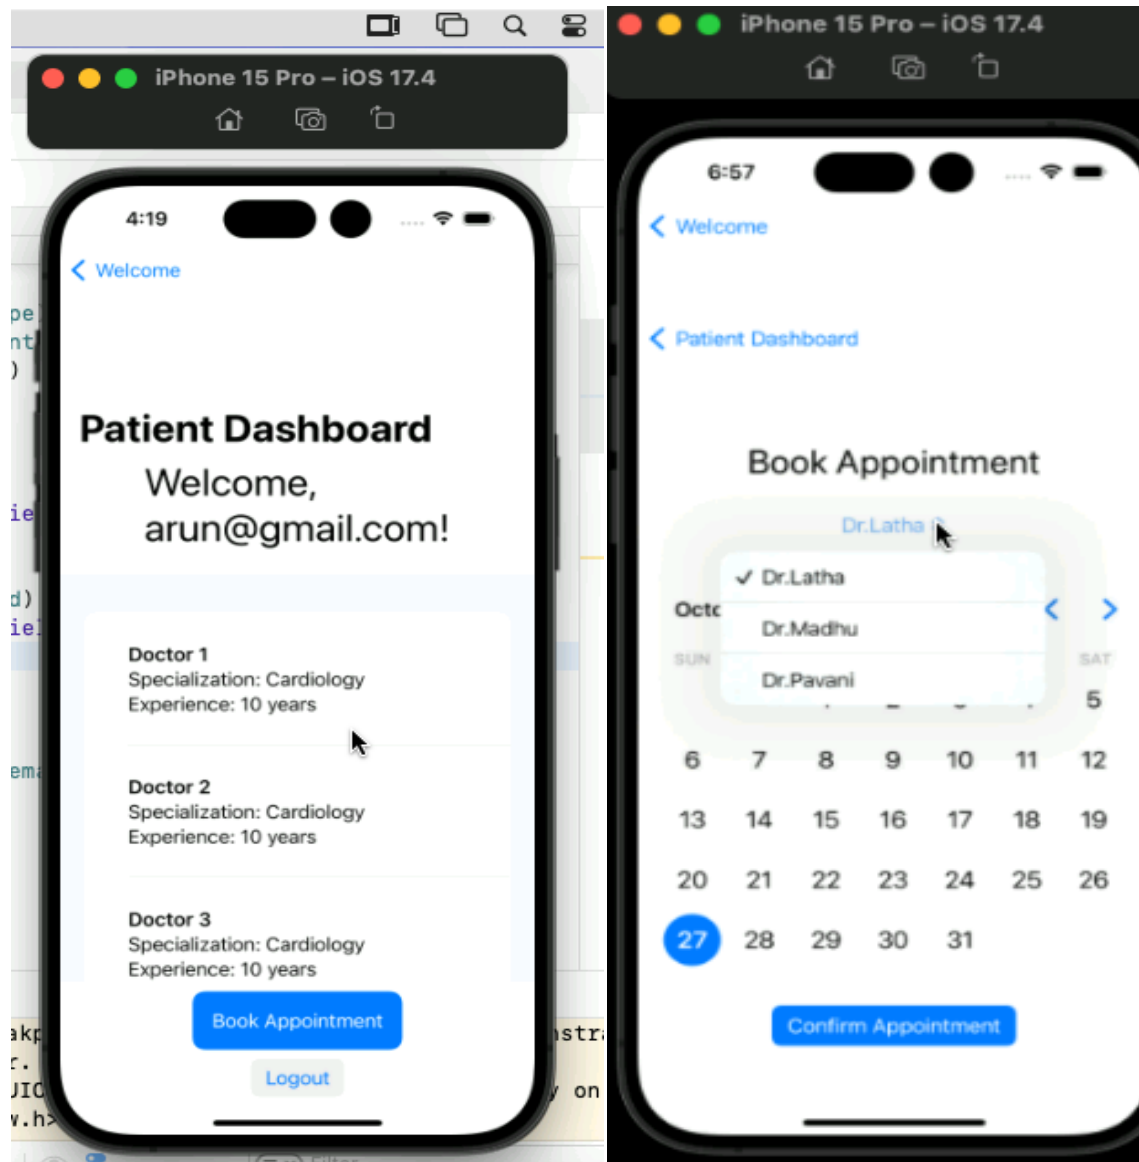 iPhone 15 Pro – iOS 17.4
4:19
Welcome
Patient Dashboard
Welcome,
arun@gmail.com!
Doctor 1
Specialization: Cardiology
Experience: 10 years
Doctor 2
Specialization: Cardiology
Experience: 10 years
Doctor 3
Specialization: Cardiology
Experience: 10 years
Book Appointment
Logout
iPhone 15 Pro – iOS 17.4
6:57
Welcome
Patient Dashboard
Book Appointment
Dr.Latha
✓ Dr.Latha
Dr.Madhu
Dr.Pavani
Octo
SUN SAT
5
6 7 8 9 10 11 12
13 14 15 16 17 18 19
20 21 22 23 24 25 26
27 28 29 30 31
Confirm Appointment